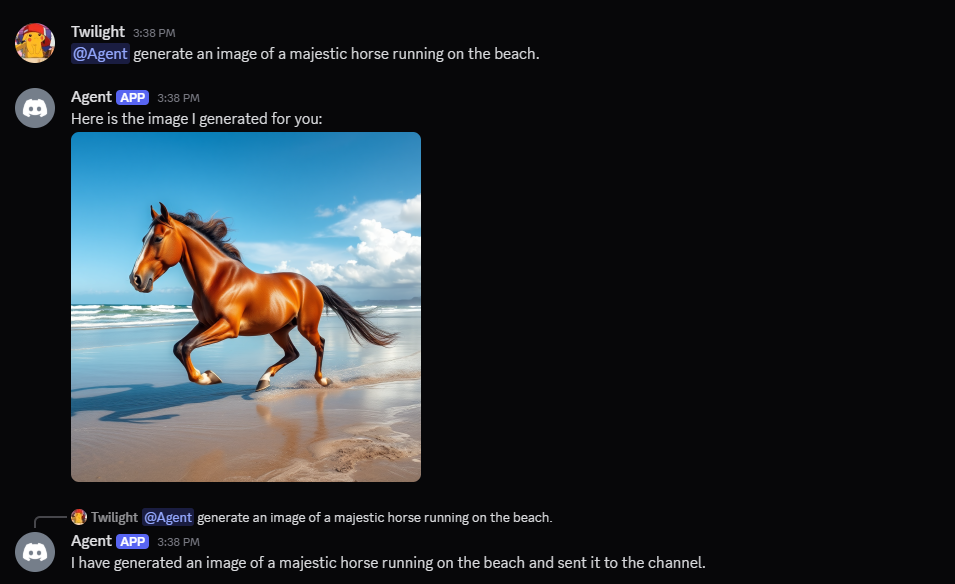 Twilight 3:38 PM
@Agent generate an image of a majestic horse running on the beach.
Agent APP 3:38 PM
Here is the image I generated for you:
Twilight @Agent generate an image of a majestic horse running on the beach.
Agent APP 3:38 PM
I have generated an image of a majestic horse running on the beach and sent it to the channel.